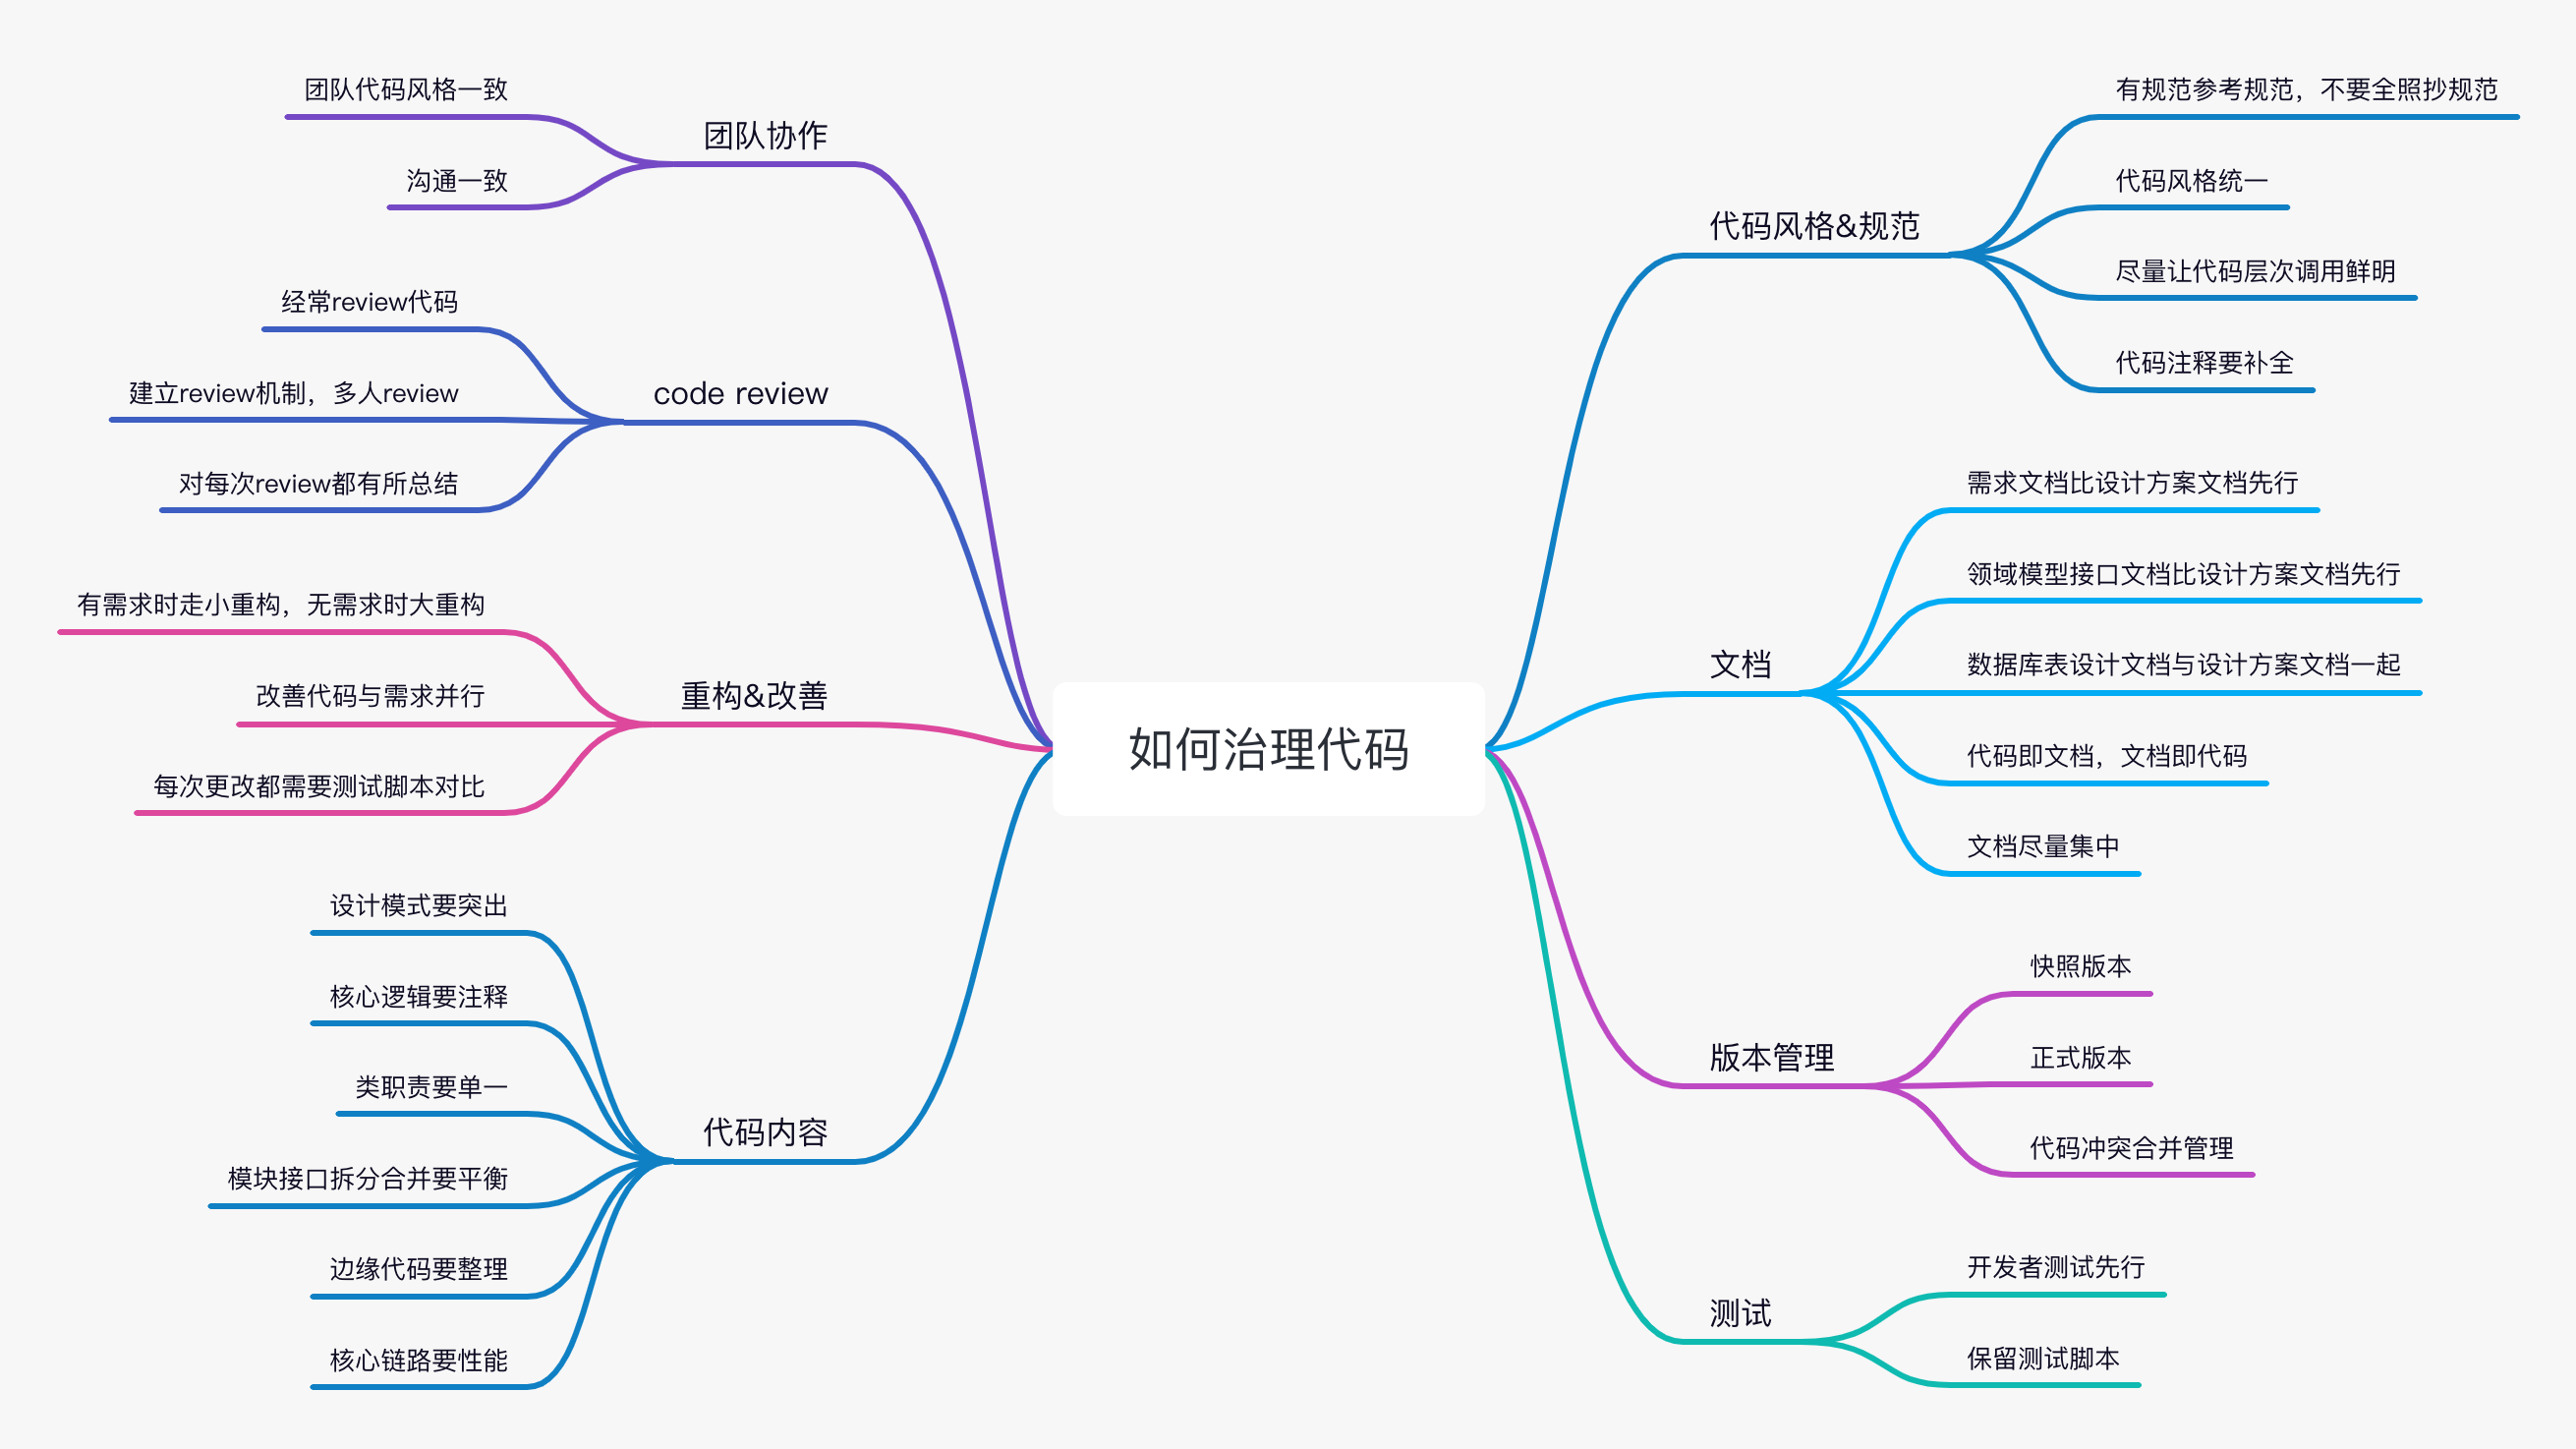 如何治理代码
团队协作
团队代码风格一致
沟通一致
code review
经常review代码
建立review机制，多人review
对每次review都有所总结
重构&改善
有需求时走小重构，无需求时大重构
改善代码与需求并行
每次更改都需要测试脚本对比
代码内容
设计模式要突出
核心逻辑要注释
类职责要单一
模块接口拆分合并要平衡
边缘代码要整理
核心链路要性能
代码风格&规范
有规范参考规范，不要全照抄规范
代码风格统一
尽量让代码层次调用鲜明
代码注释要补全
文档
需求文档比设计方案文档先行
领域模型接口文档比设计方案文档先行
数据库表设计文档与设计方案文档一起
代码即文档，文档即代码
文档尽量集中
版本管理
快照版本
正式版本
代码冲突合并管理
测试
开发者测试先行
保留测试脚本